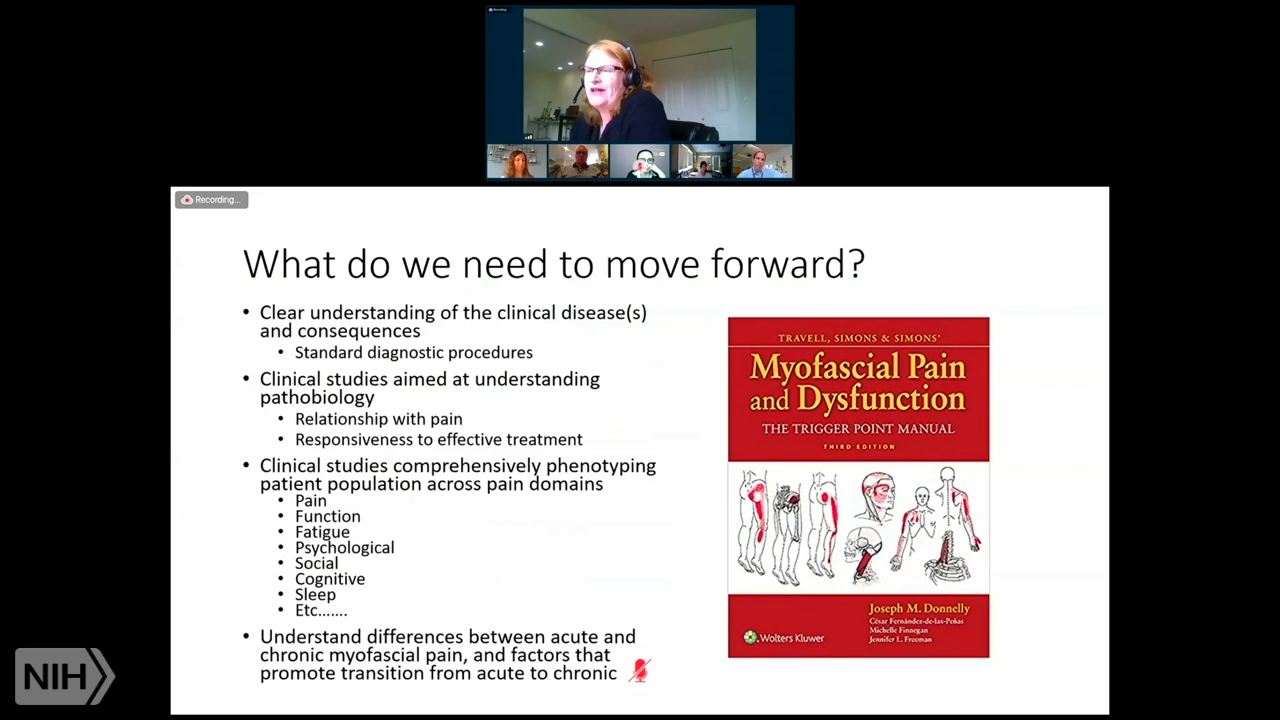 Recording...
Recording...
What do we need to move forward?
• Clear understanding of the clinical disease(s)
and consequences
• Standard diagnostic procedures
• Clinical studies aimed at understanding
pathobiology
• Relationship with pain
• Responsiveness to effective treatment
• Clinical studies comprehensively phenotyping
patient population across pain domains
• Pain
• Function
• Fatigue
• Psychological
• Social
• Cognitive
• Sleep
• Etc…….
• Understand differences between acute and
chronic myofascial pain, and factors that
promote transition from acute to chronic
TRAVELL, SIMONS & SIMONS'
Myofascial Pain
and Dysfunction
THE TRIGGER POINT MANUAL
THIRD EDITION
Joseph M. Donnelly
César Fernández-de-las-Peñas
Michelle Finnegan
Jennifer L. Freeman
Wolters Kluwer
NIH